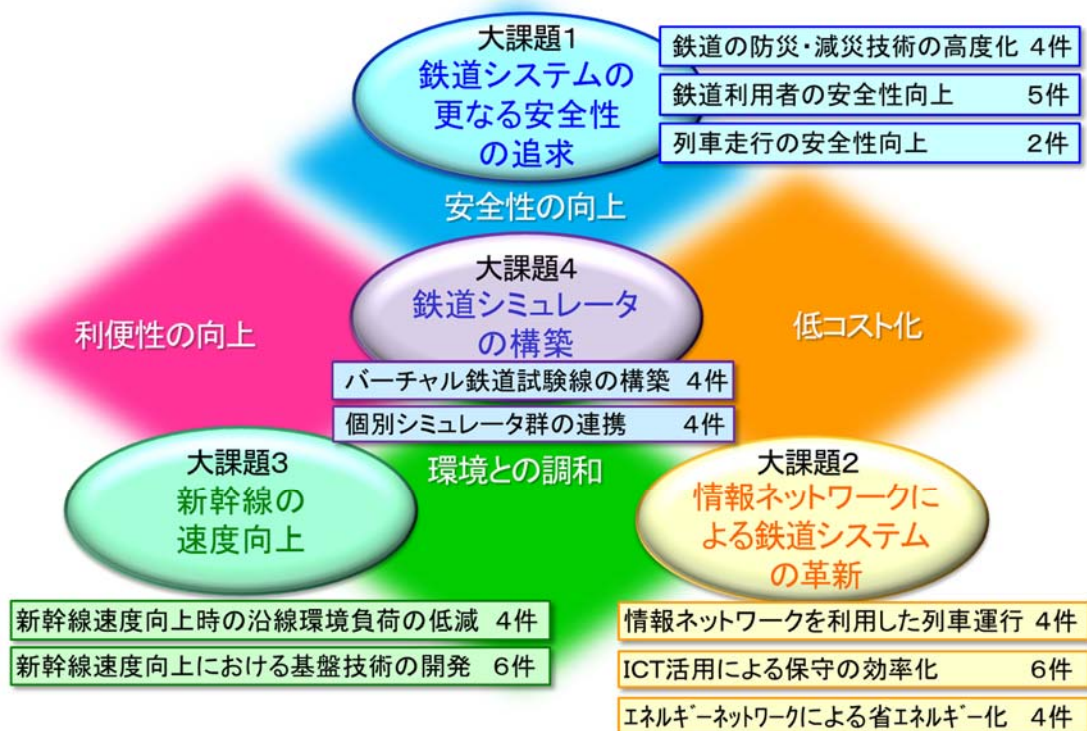 大課題1
鉄道システムの
更なる安全性
の追求
鉄道の防災・減災技術の高度化 4件
鉄道利用者の安全性向上 5件
列車走行の安全性向上 2件
安全性の向上
大課題4
鉄道シミュレータ
の構築
利便性の向上
低コスト化
バーチャル鉄道試験線の構築 4件
個別シミュレータ群の連携 4件
環境との調和
大課題3
新幹線の
速度向上
大課題2
情報ネットワークに
よる鉄道システム
の革新
新幹線速度向上時の沿線環境負荷の低減 4件
新幹線速度向上における基盤技術の開発 6件
情報ネットワークを利用した列車運行 4件
ICT活用による保守の効率化 6件
エネルギーネットワークによる省エネルギー化 4件